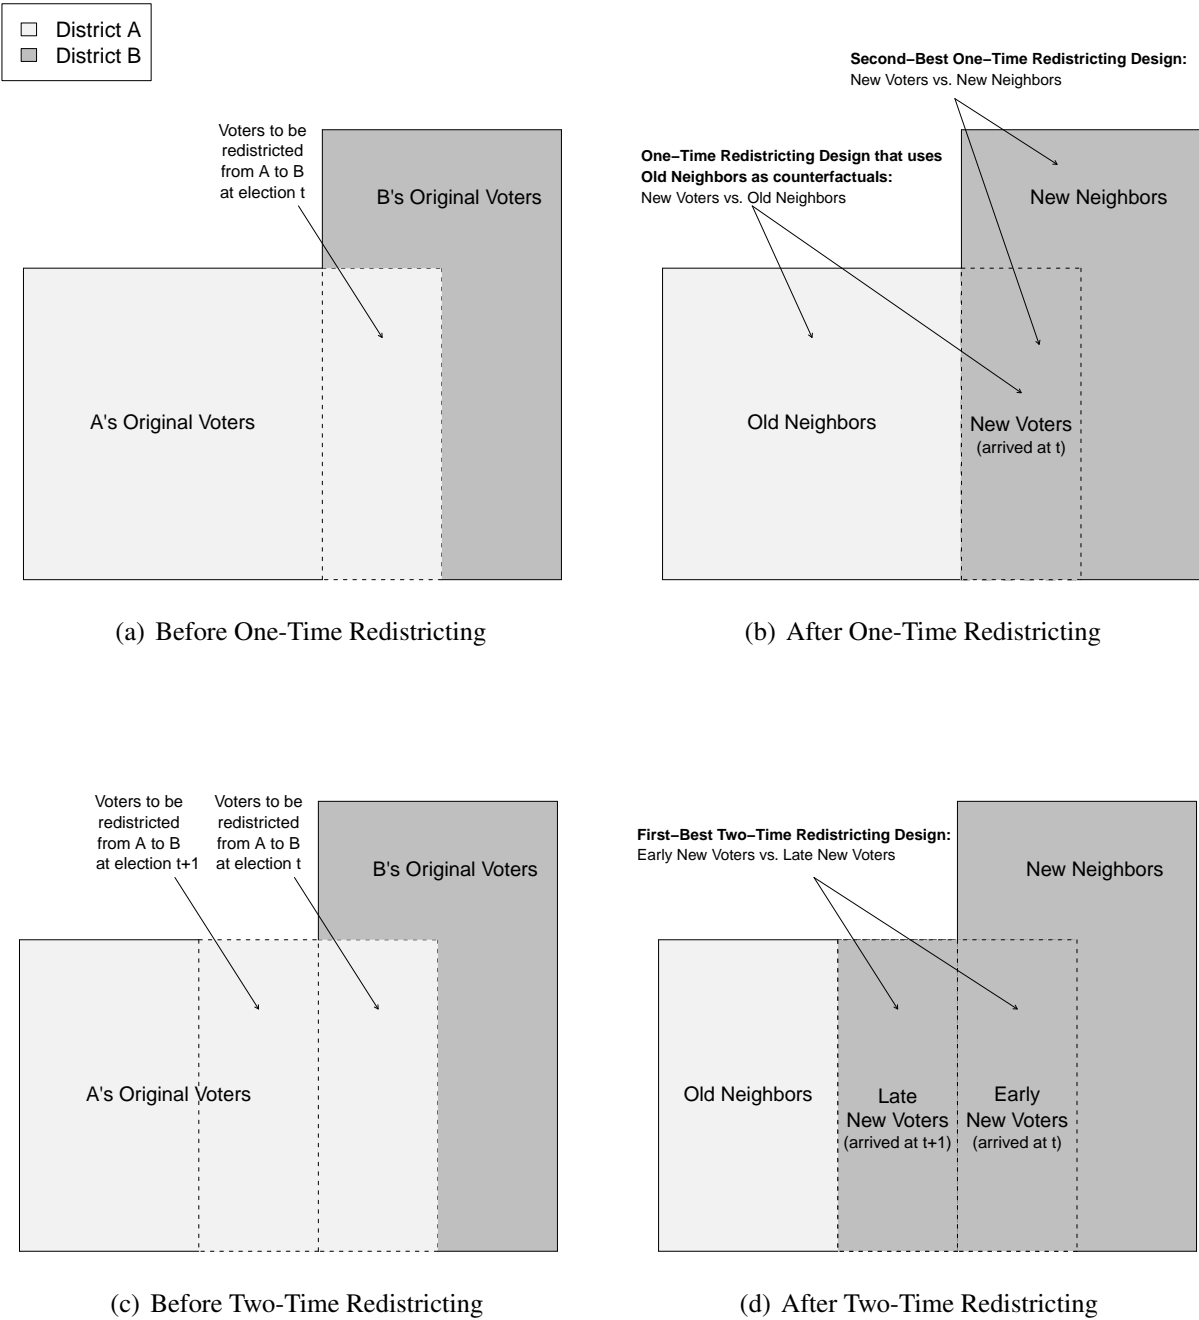 District A
District B
Voters to be
redistricted
from A to B
at election t
B's Original Voters
A's Original Voters
(a) Before One-Time Redistricting
Second–Best One–Time Redistricting Design:
New Voters vs. New Neighbors
One–Time Redistricting Design that uses
Old Neighbors as counterfactuals:
New Voters vs. Old Neighbors
New Neighbors
Old Neighbors
New Voters
(arrived at t)
(b) After One-Time Redistricting
Voters to be
redistricted
from A to B
at election t+1
Voters to be
redistricted
from A to B
at election t
B's Original Voters
A's Original Voters
(c) Before Two-Time Redistricting
First–Best Two–Time Redistricting Design:
Early New Voters vs. Late New Voters
New Neighbors
Old Neighbors
Late
New Voters
(arrived at t+1)
Early
New Voters
(arrived at t)
(d) After Two-Time Redistricting